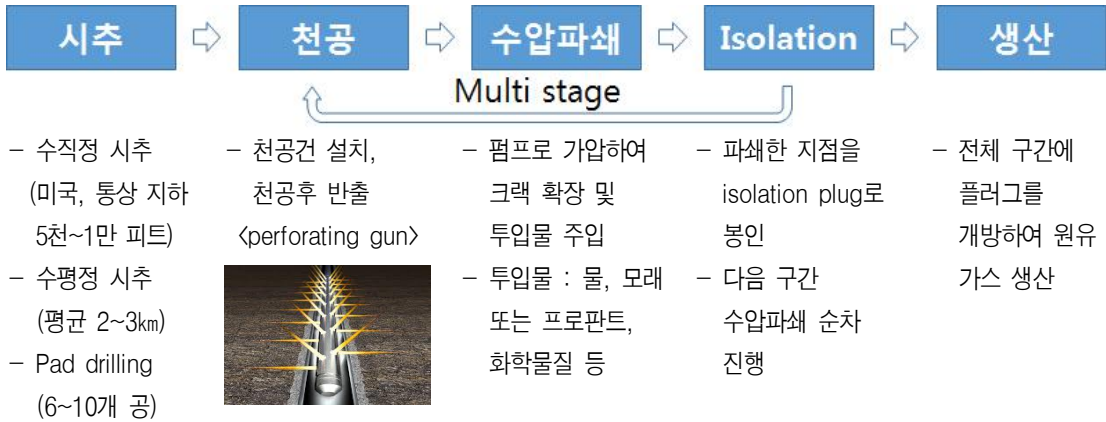 시추
천공
수압파쇄
Isolation
생산
Multi stage
– 수직정 시추
(미국, 통상 지하
5천~1만 피트)
– 수평정 시추
(평균 2~3㎞)
– Pad drilling
(6~10개 공)
– 천공건 설치,
천공후 반출
<perforating gun>
– 펌프로 가압하여
크랙 확장 및
투입물 주입
– 투입물 : 물, 모래
또는 프로판트,
화학물질 등
– 파쇄한 지점을
isolation plug로
봉인
– 다음 구간
수압파쇄 순차
진행
– 전체 구간에
플러그를
개방하여 원유
가스 생산